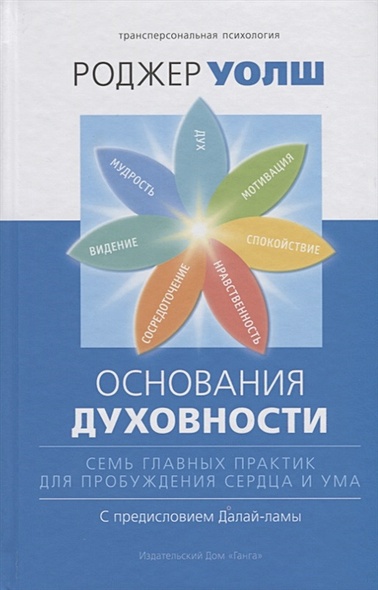 трансперсональная психология
РОДЖЕР УОЛШ
ДУХ
МУДРОСТЬ
МОТИВАЦИЯ
ВИДЕНИЕ
СПОКОЙСТВИЕ
СОСРЕДОТОЧЕНИЕ
НРАВСТВЕННОСТЬ
ОСНОВАНИЯ
ДУХОВНОСТИ
СЕМЬ ГЛАВНЫХ ПРАКТИК
ДЛЯ ПРОБУЖДЕНИЯ СЕРДЦА И УМА
С предисловием Далай-ламы
Издательский Дом «Ганга»